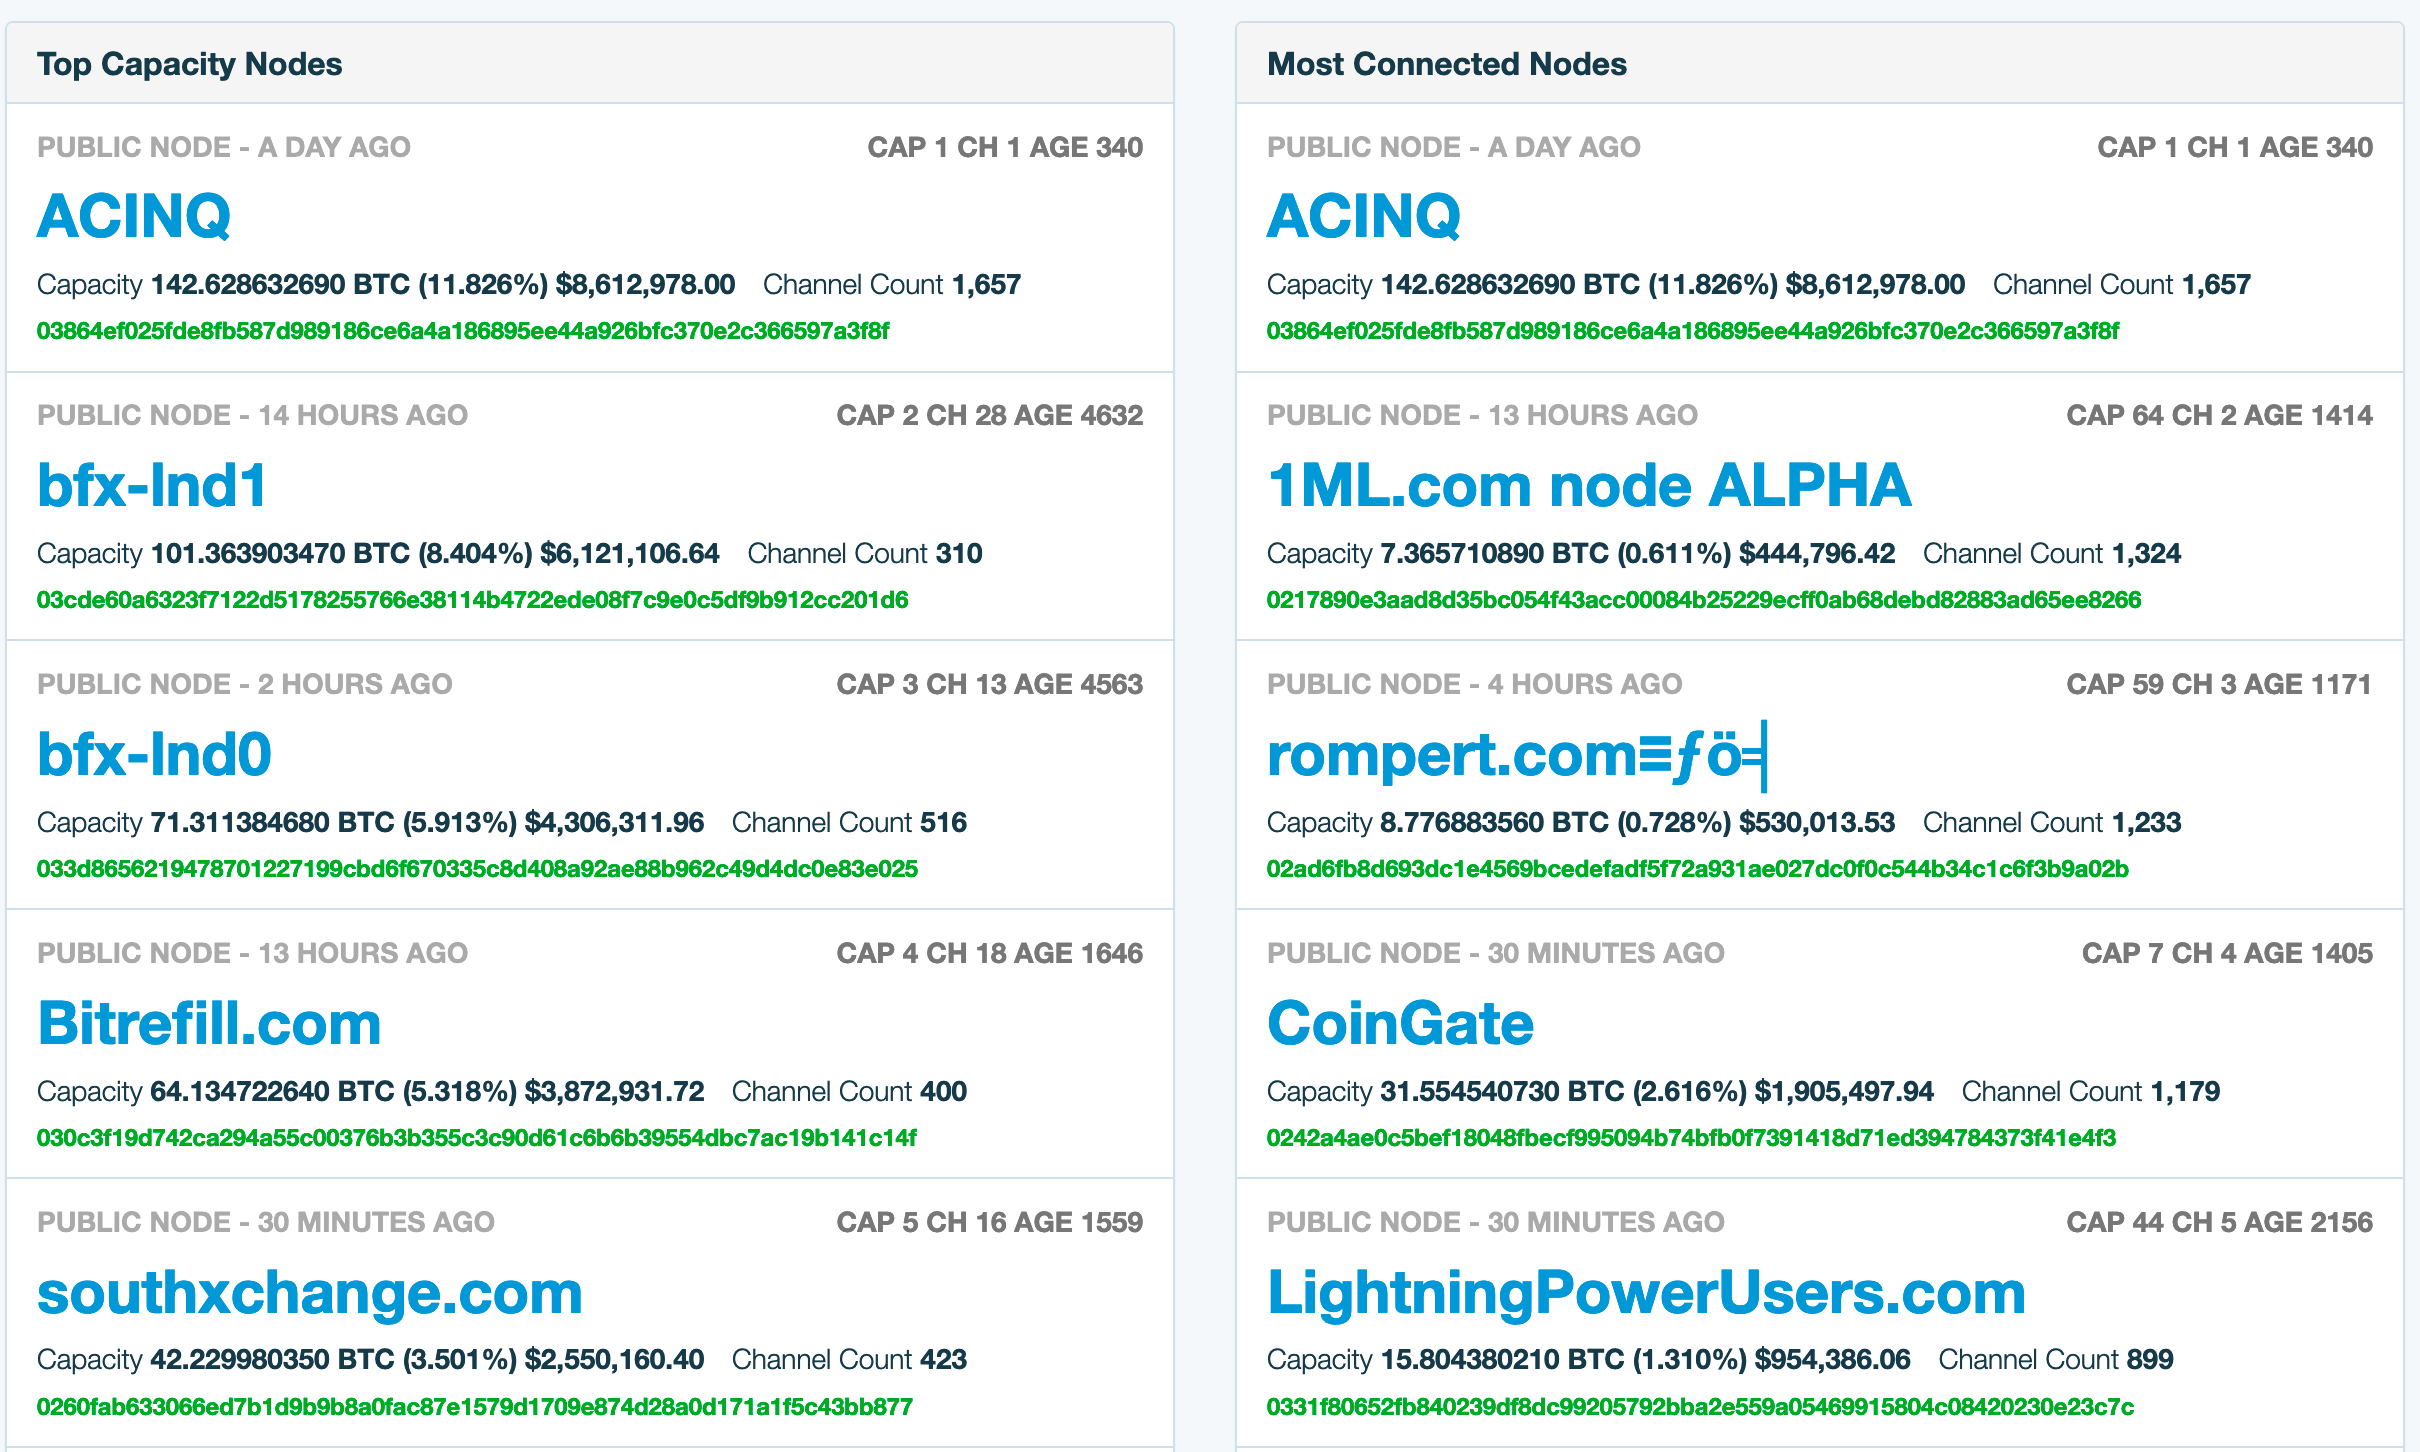 Top Capacity Nodes
PUBLIC NODE - A DAY AGO CAP 1 CH 1 AGE 340
ACINQ
Capacity 142.628632690 BTC (11.826%) $8,612,978.00 Channel Count 1,657
03864ef025fde8fb587d989186ce6a4a186895ee44a926bfc370e2c366597a3f8f
PUBLIC NODE - 14 HOURS AGO CAP 2 CH 28 AGE 4632
bfx-lnd1
Capacity 101.363903470 BTC (8.404%) $6,121,106.64 Channel Count 310
03cde60a6323f7122d5178255766e38114b4722ede08f7c9e0c5df9b912cc201d6
PUBLIC NODE - 2 HOURS AGO CAP 3 CH 13 AGE 4563
bfx-lnd0
Capacity 71.311384680 BTC (5.913%) $4,306,311.96 Channel Count 516
033d8656219478701227199cbd6f670335c8d408a92ae88b962c49d4dc0e83e025
PUBLIC NODE - 13 HOURS AGO CAP 4 CH 18 AGE 1646
Bitrefill.com
Capacity 64.134722640 BTC (5.318%) $3,872,931.72 Channel Count 400
030c3f19d742ca294a55c00376b3b355c3c90d61c6b6b39554dbc7ac19b141c14f
PUBLIC NODE - 30 MINUTES AGO CAP 5 CH 16 AGE 1559
southxchange.com
Capacity 42.229980350 BTC (3.501%) $2,550,160.40 Channel Count 423
0260fab633066ed7b1d9b9b8a0fac87e1579d1709e874d28a0d171a1f5c43bb877
Most Connected Nodes
PUBLIC NODE - A DAY AGO CAP 1 CH 1 AGE 340
ACINQ
Capacity 142.628632690 BTC (11.826%) $8,612,978.00 Channel Count 1,657
03864ef025fde8fb587d989186ce6a4a186895ee44a926bfc370e2c366597a3f8f
PUBLIC NODE - 13 HOURS AGO CAP 64 CH 2 AGE 1414
1ML.com node ALPHA
Capacity 7.365710890 BTC (0.611%) $444,796.42 Channel Count 1,324
0217890e3aad8d35bc054f43acc00084b25229ecff0ab68debd82883ad65ee8266
PUBLIC NODE - 4 HOURS AGO CAP 59 CH 3 AGE 1171
rompert.com≡ƒö╡
Capacity 8.776883560 BTC (0.728%) $530,013.53 Channel Count 1,233
02ad6fb8d693dc1e4569bcedefadf5f72a931ae027dc0f0c544b34c1c6f3b9a02b
PUBLIC NODE - 30 MINUTES AGO CAP 7 CH 4 AGE 1405
CoinGate
Capacity 31.554540730 BTC (2.616%) $1,905,497.94 Channel Count 1,179
0242a4ae0c5bef18048fbecf995094b74bfb0f7391418d71ed394784373f41e4f3
PUBLIC NODE - 30 MINUTES AGO CAP 44 CH 5 AGE 2156
LightningPowerUsers.com
Capacity 15.804380210 BTC (1.310%) $954,386.06 Channel Count 899
0331f80652fb840239df8dc99205792bba2e559a05469915804c08420230e23c7c